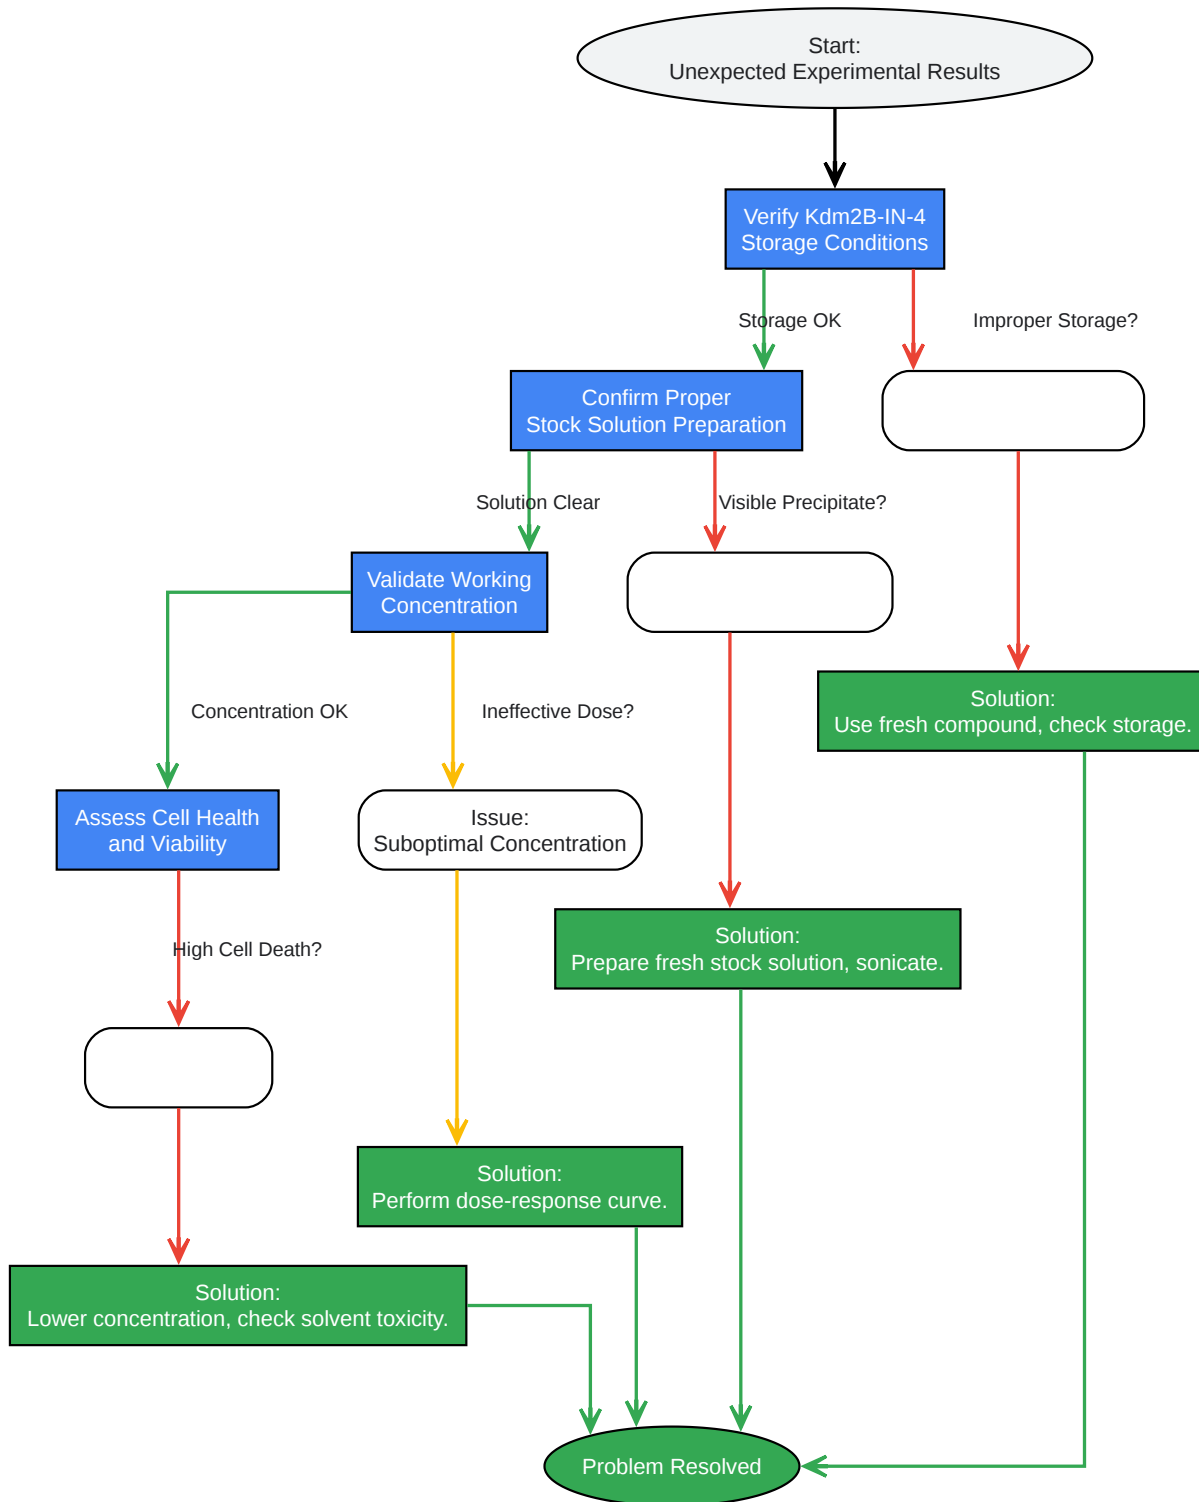 Start:
Unexpected Experimental Results
Verify Kdm2B-IN-4
Storage Conditions
Storage OK
Improper Storage?
Confirm Proper
Stock Solution Preparation
Solution Clear
Visible Precipitate?
Validate Working
Concentration
Solution:
Use fresh compound, check storage.
Concentration OK
Ineffective Dose?
Assess Cell Health
and Viability
Issue:
Suboptimal Concentration
High Cell Death?
Solution:
Prepare fresh stock solution, sonicate.
Solution:
Perform dose-response curve.
Solution:
Lower concentration, check solvent toxicity.
Problem Resolved